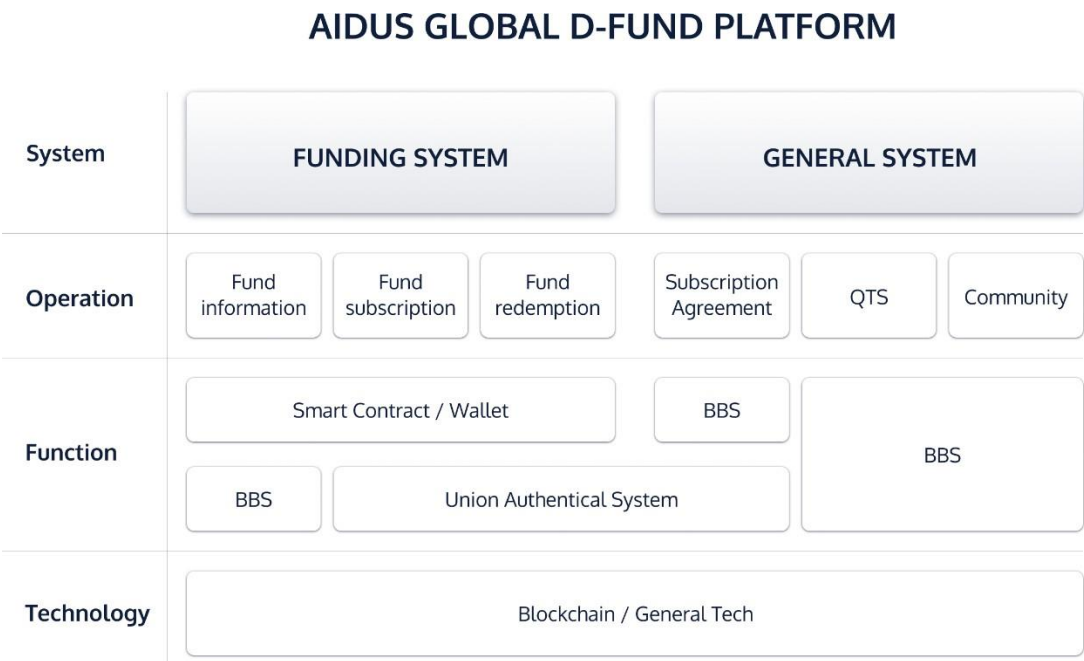 AIDUS GLOBAL D-FUND PLATFORM
System
FUNDING SYSTEM
GENERAL SYSTEM
Operation
Fund
information
Fund
subscription
Fund
redemption
Subscription
Agreement
QTS
Community
Function
Smart Contract / Wallet
BBS
BBS
BBS
Union Authentical System
Technology
Blockchain / General Tech